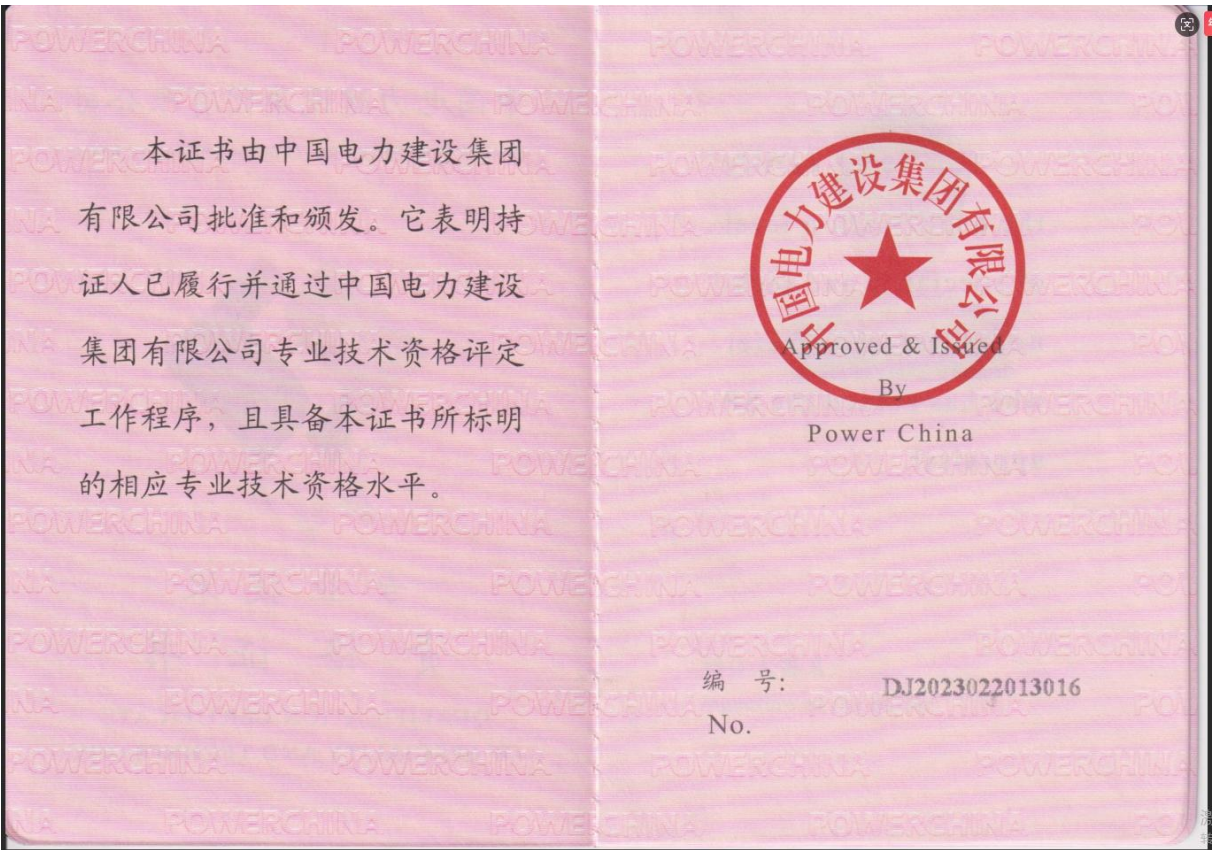 本证书由中国电力建设集团
有限公司批准和颁发。它表明持
证人已履行并通过中国电力建设
集团有限公司专业技术资格评定
工作程序，且具备本证书所标明
的相应专业技术资格水平。
中国电力建设集团有限公司
Approved & Issued
By
Power China
编 号:
DJ2023022013016
No.
POWERCHINA